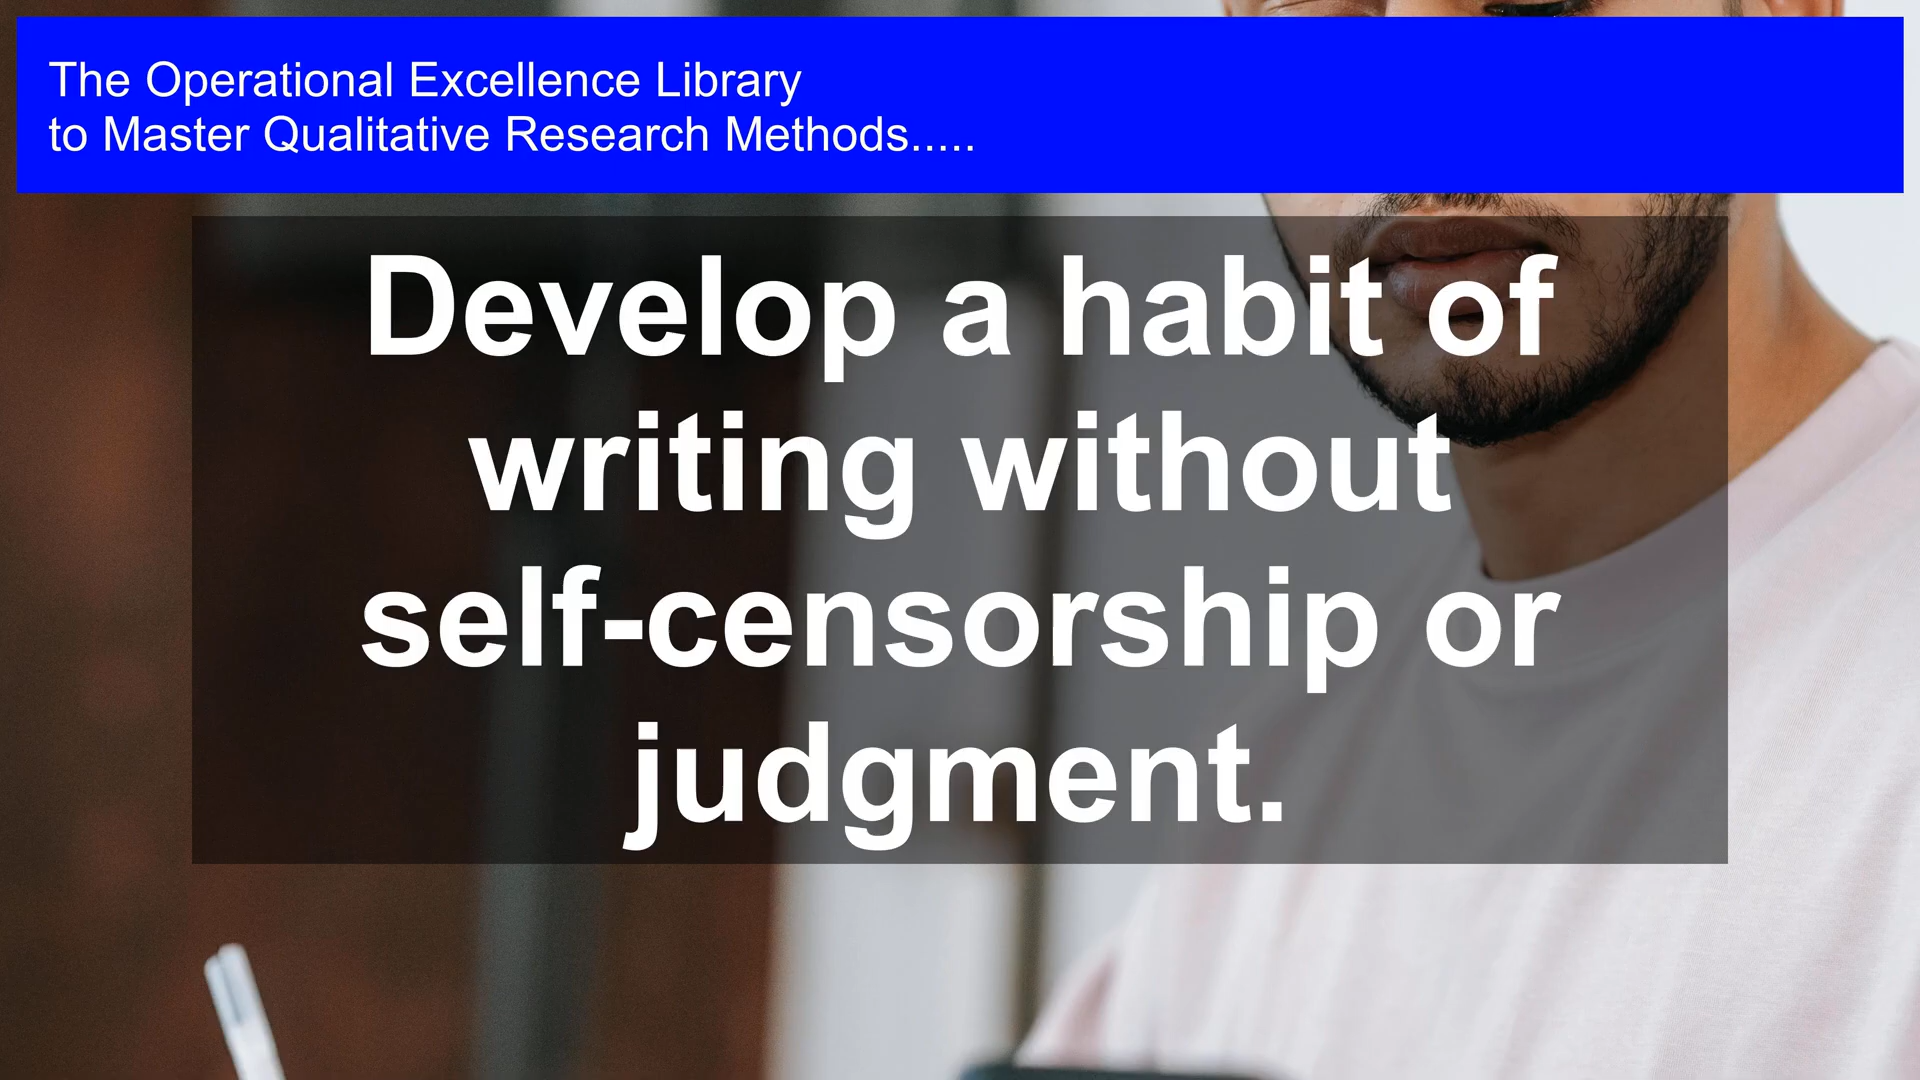 The Operational Excellence Library
to Master Qualitative Research Methods.....
Develop a habit of
writing without
self-censorship or
judgment.